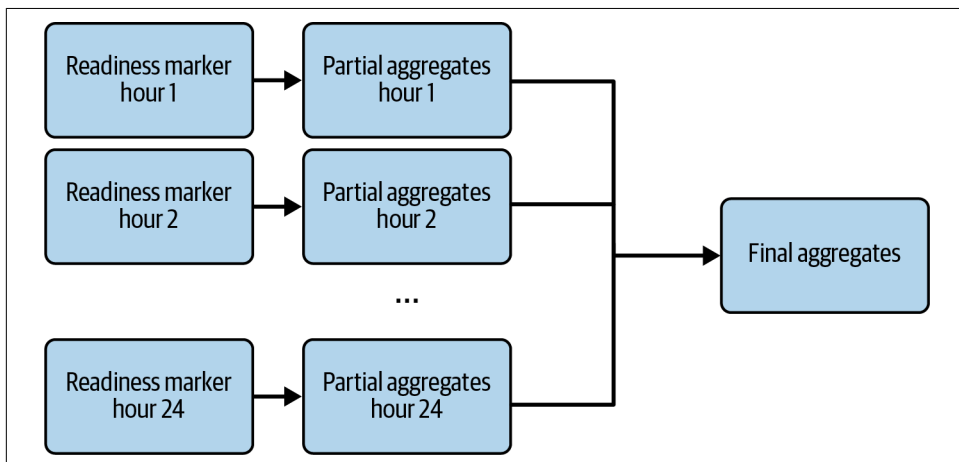 Readiness marker
hour 1
Partial aggregates
hour 1
Readiness marker
hour 2
Partial aggregates
hour 2
Final aggregates
...
Readiness marker
hour 24
Partial aggregates
hour 24